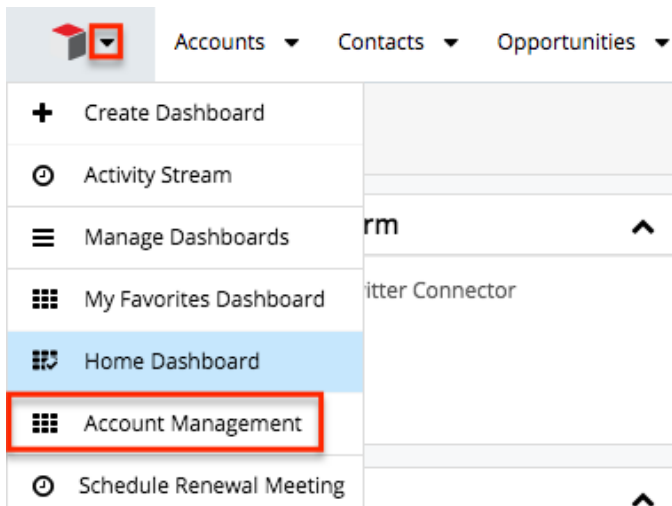 Accounts Contacts Opportunities
Create Dashboard
Activity Stream
Manage Dashboards
rm
My Favorites Dashboard
itter Connector
Home Dashboard
Account Management
Schedule Renewal Meeting